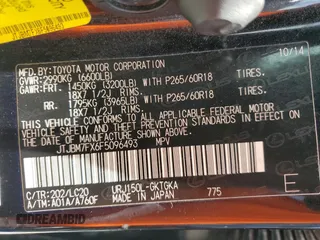 MFD.BY:TOYOTA MOTOR CORPORATION 10/14
GVWR:2990KG (6600LB)
GAWR:FRT. 1450KG (3200LB) WITH P265/60R18 TIRES.
18X7 1/2J RIMS.
RR. 1795KG (3965LB) WITH P265/60R18 TIRES.
18X7 1/2J RIMS.
THIS VEHICLE CONFORMS TO ALL APPLICABLE FEDERAL MOTOR
VEHICLE SAFETY STANDARDS IN EFFECT ON THE
DATE OF MANUFACTURE SHOWN ABOVE.
JTJBM7FX6F5096493 MPV
C/TR:202/LC20 URJ150L-GKTGKA 775
A/TM:A01A/A760F MADE IN JAPAN E
DREAMBID